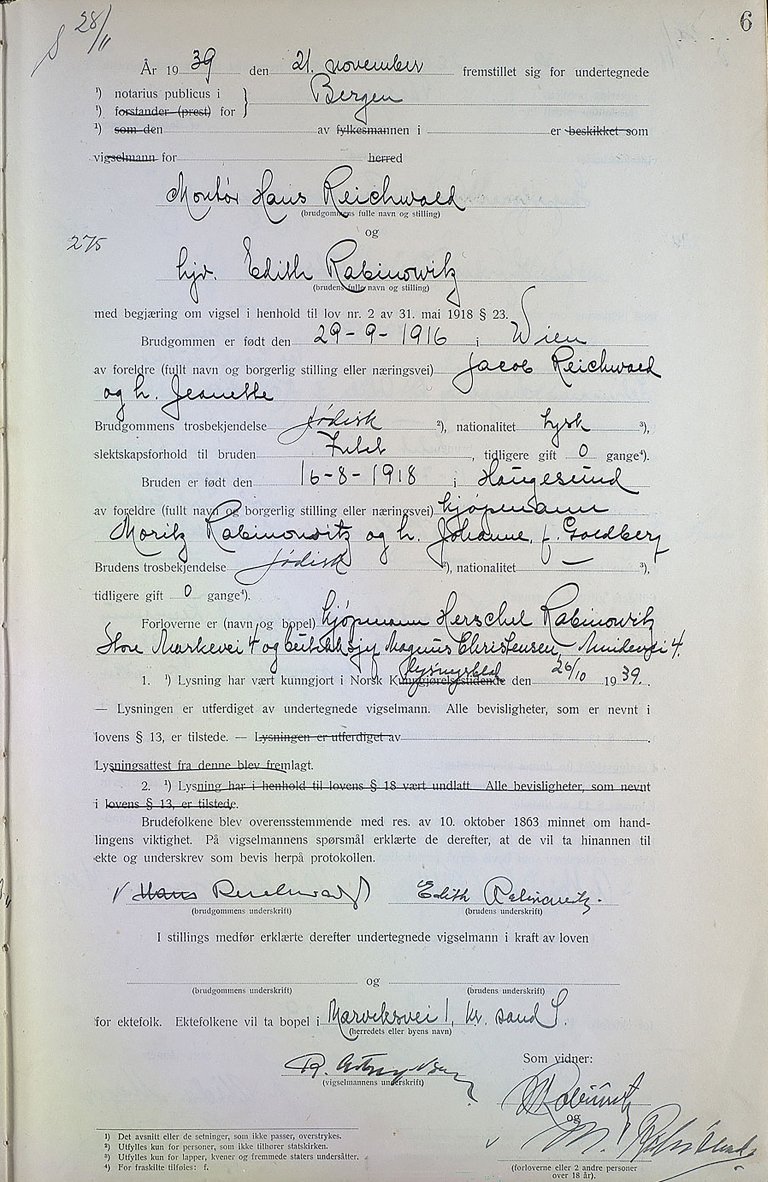 28/11
6
År 1939 den 21. november fremstillet sig for undertegnede
¹) notarius publicus i } Bergen
¹) forstander (prest) for
¹) som den av fylkesmannen i er beskikket som
vigselmann for herred
Montör Hans Reichwald
(brudgommens fulle navn og stilling)
og
275
hjv. Edith Rabinowitz
(brudens fulle navn og stilling)
med begjæring om vigsel i henhold til lov nr. 2 av 31. mai 1918 § 23.
Brudgommen er født den 29-9-1916 i Wien
av foreldre (fullt navn og borgerlig stilling eller næringsvei) Jacob Reichwald
og h. Jeanette
Brudgommens trosbekjendelse jødisk ²), nationalitet tysk ³),
slektskapsforhold til bruden Intet, tidligere gift 0 gange⁴).
Bruden er født den 16-8-1918 i Haugesund
av foreldre (fullt navn og borgerlig stilling eller næringsvei) kjøpmann
Moritz Rabinowitz og h. Johanne f. Goldberg
Brudens trosbekjendelse jødisk ²), nationalitet — ³),
tidligere gift 0 gange⁴).
Forloverne er (navn og bopel) kjøpmann Herschel Rabinowitz
Store Markevei 4 og butikksjef Magnus Christensen, 4.
1. ¹) Lysning har vært kunngjort i Norsk Kunngjørelsestidende Lysingsblad den 26/10 1939.
— Lysningen er utferdiget av undertegnede vigselmann. Alle bevisligheter, som er nevnt i
lovens § 13, er tilstede. — Lysningen er utferdiget av .
Lysningsattest fra denne blev fremlagt.
2. ¹) Lysning har i henhold til lovens § 18 vært undlatt Alle bevisligheter, som nevnt
i lovens § 13, er tilstede.
Brudefolkene blev overensstemmende med res. av 10. oktober 1863 minnet om hand-
lingens viktighet. På vigselmannens spørsmål erklærte de derefter, at de vil ta hinannen til
ekte og underskrev som bevis herpå protokollen.
Hans Reichwald Edith Rabinowitz.
(brudgommens underskrift) (brudens underskrift)
I stillings medfør erklærte derefter undertegnede vigselmann i kraft av loven
og
(brudgommens underskrift) (brudens underskrift)
for ektefolk. Ektefolkene vil ta bopel i Marviksvei 1, Kr. sand S.
(herredets eller byens navn)
Som vidner:
R.
(vigselmannens underskrift)
Rabinowitz
og
M.
(forloverne eller 2 andre personer
over 18 år).
¹) Det avsnitt eller de setninger, som ikke passer, overstrykes.
²) Utfylles kun for personer, som ikke tilhører statskirken.
³) Utfylles kun for lapper, kvener og fremmede staters undersåtter.
⁴) For fraskilte tilføies: f.